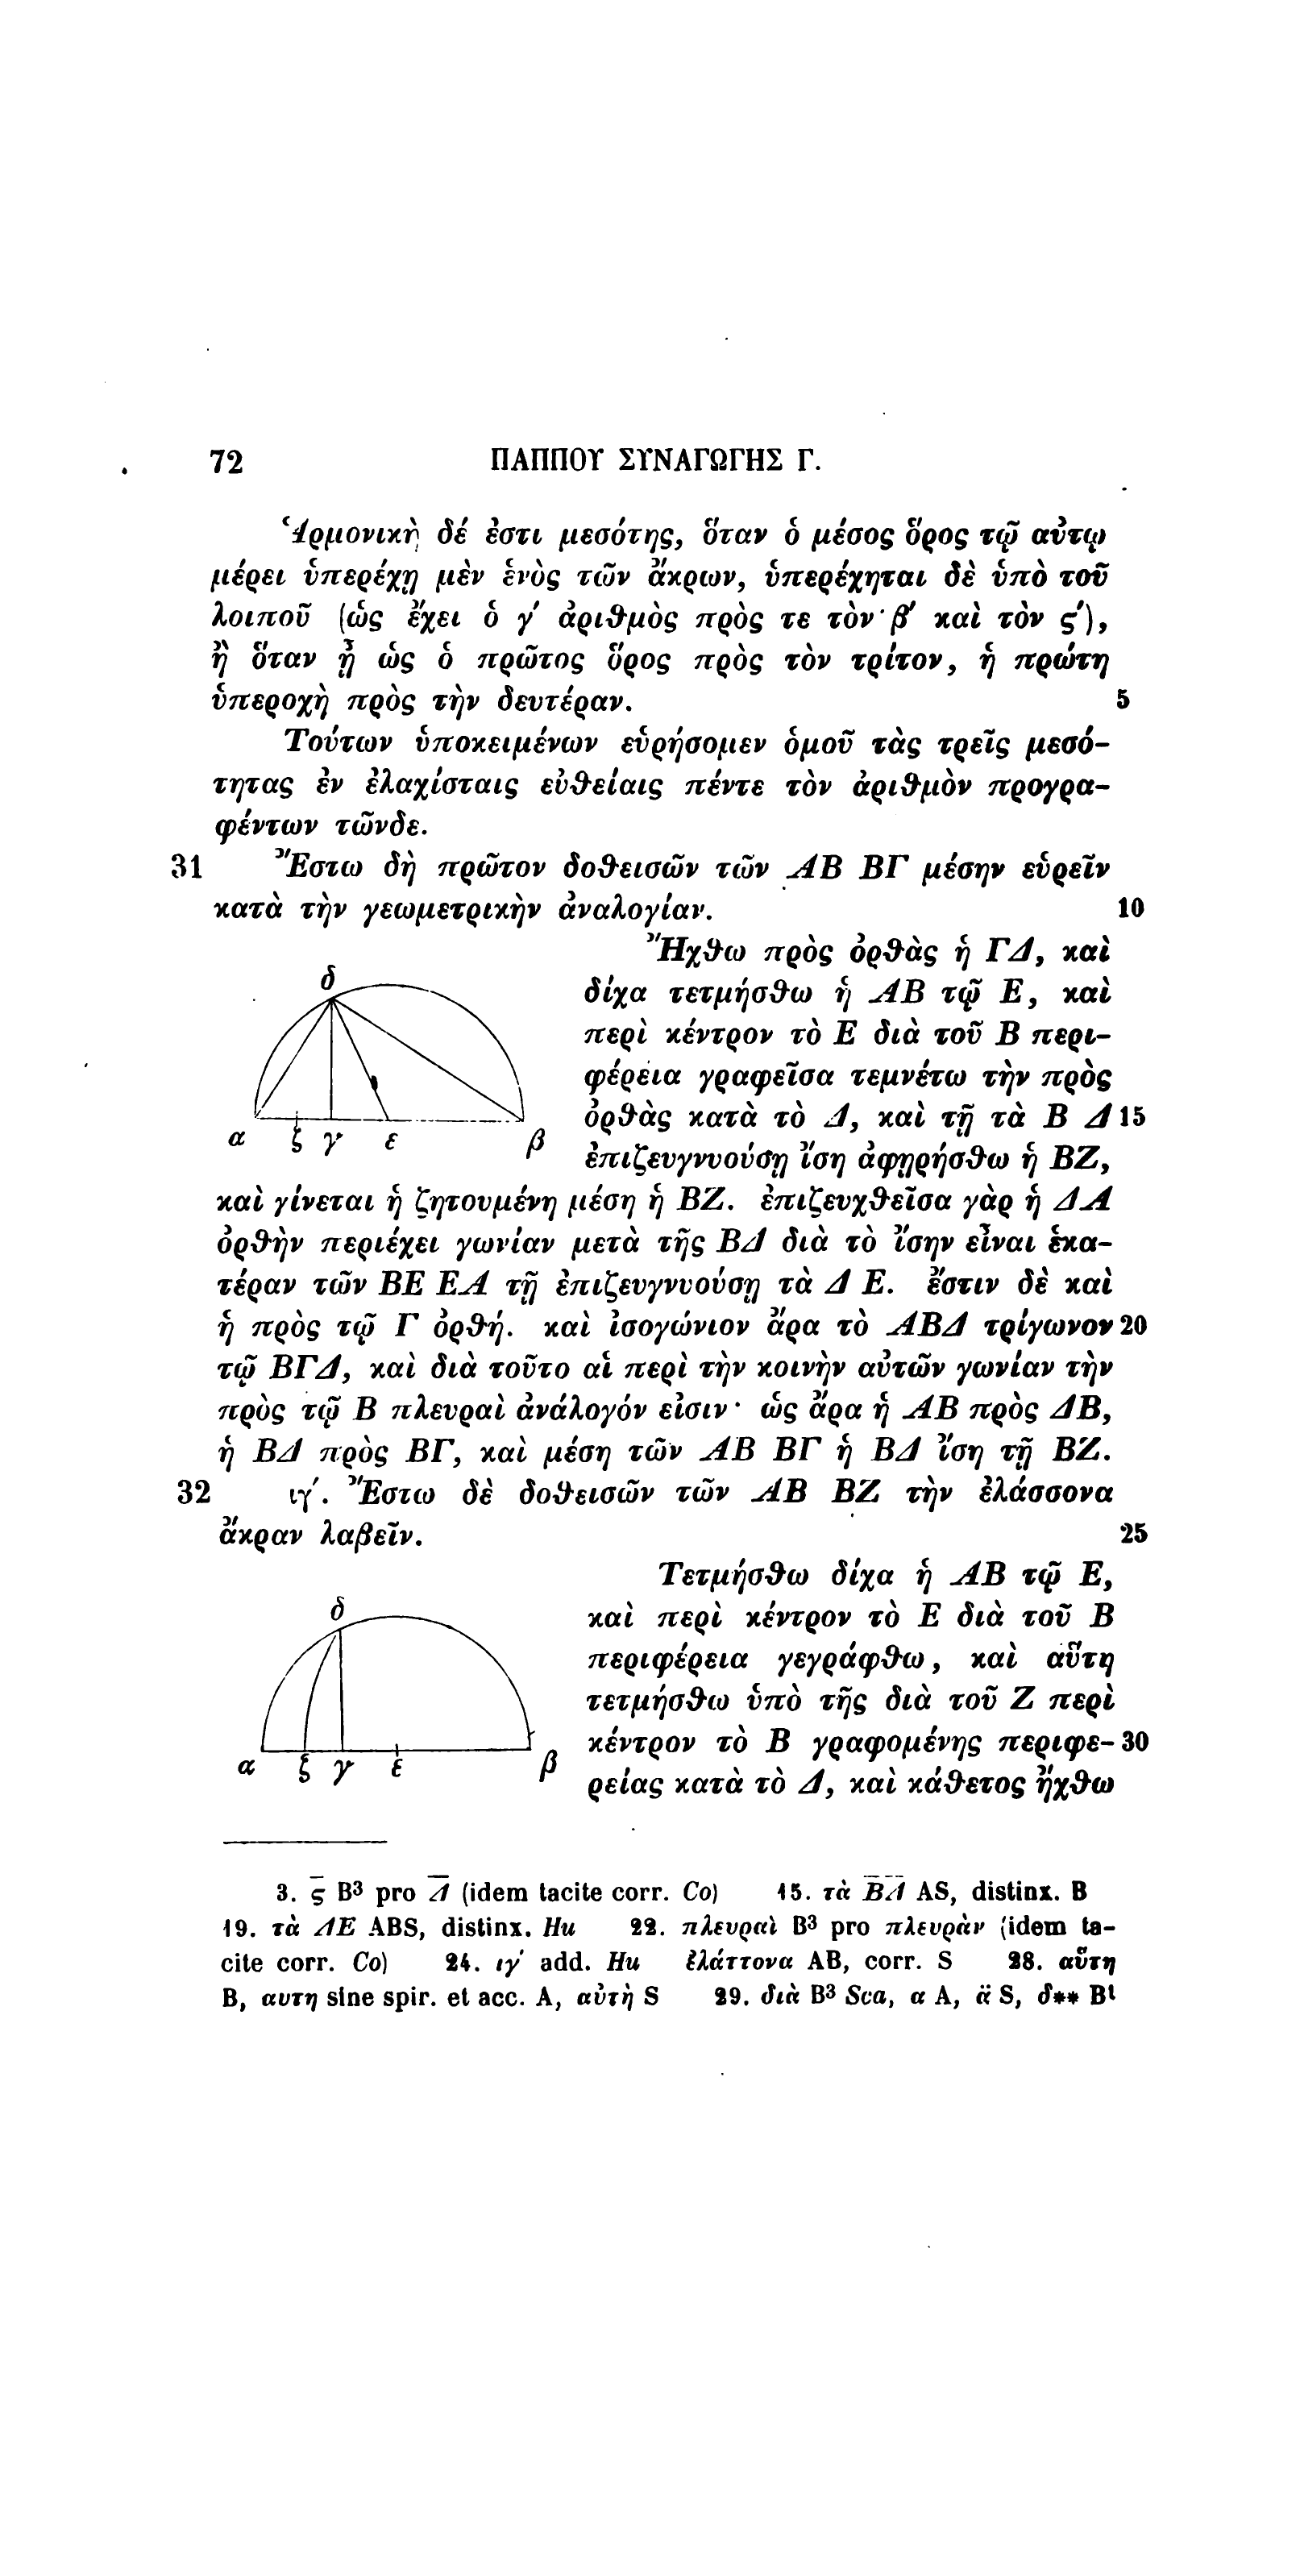 72 ΠΑΠΠΟΥ ΣΥΝΑΓΩΓΗΣ Γ.
Ἁρμονικὴ δέ ἐστι μεσότης, ὅταν ὁ μέσος ὅρος τῷ αὐτῳ
μέρει ὑπερέχῃ μὲν ἑνὸς τῶν ἄκρων, ὑπερέχηται δὲ ὑπὸ τοῦ
λοιποῦ (ὡς ἔχει ὁ γ΄ ἀριθμὸς πρὸς τε τὸν β΄ καὶ τὸν ς΄),
ἢ ὅταν ᾖ ὡς ὁ πρῶτος ὅρος πρὸς τὸν τρίτον, ἡ πρώτη
ὑπεροχὴ πρὸς τὴν δευτέραν. 5
Τούτων ὑποκειμένων εὑρήσομεν ὁμοῦ τὰς τρεῖς μεσό-
τητας ἐν ἐλαχίσταις εὐθείαις πέντε τὸν ἀριθμὸν προγρα-
φέντων τῶνδε.
31 Ἔστω δὴ πρῶτον δοθεισῶν τῶν ΑΒ ΒΓ μέσην εὑρεῖν
κατὰ τὴν γεωμετρικὴν ἀναλογίαν. 10
Ἤχθω πρὸς ὀρθὰς ἡ ΓΔ, καὶ
δίχα τετμήσθω ἡ ΑΒ τῷ Ε, καὶ
περὶ κέντρον τὸ Ε διὰ τοῦ Β περι-
φέρεια γραφεῖσα τεμνέτω τὴν πρὸς
ὀρθὰς κατὰ τὸ Δ, καὶ τῇ τὰ Β Δ 15
ἐπιζευγνυούσῃ ἴση ἀφῃρήσθω ἡ ΒΖ,
δ
α ζ γ ε β
καὶ γίνεται ἡ ζητουμένη μέση ἡ ΒΖ. ἐπιζευχθεῖσα γὰρ ἡ ΔΑ
ὀρθὴν περιέχει γωνίαν μετὰ τῆς ΒΔ διὰ τὸ ἴσην εἶναι ἑκα-
τέραν τῶν ΒΕ ΕΑ τῇ ἐπιζευγνυούσῃ τὰ Δ Ε. ἔστιν δὲ καὶ
ἡ πρὸς τῷ Γ ὀρθή. καὶ ἰσογώνιον ἄρα τὸ ΑΒΔ τρίγωνον 20
τῷ ΒΓΔ, καὶ διὰ τοῦτο αἱ περὶ τὴν κοινὴν αὐτῶν γωνίαν τὴν
πρὸς τῷ Β πλευραὶ ἀνάλογόν εἰσιν· ὡς ἄρα ἡ ΑΒ πρὸς ΔΒ,
ἡ ΒΔ πρὸς ΒΓ, καὶ μέση τῶν ΑΒ ΒΓ ἡ ΒΔ ἴση τῇ ΒΖ.
32 ιγ΄. Ἔστω δὲ δοθεισῶν τῶν ΑΒ ΒΖ τὴν ἐλάσσονα
ἄκραν λαβεῖν. 25
Τετμήσθω δίχα ἡ ΑΒ τῷ Ε,
καὶ περὶ κέντρον τὸ Ε διὰ τοῦ Β
περιφέρεια γεγράφθω, καὶ αὕτη
τετμήσθω ὑπὸ τῆς διὰ τοῦ Ζ περὶ
κέντρον τὸ Β γραφομένης περιφε- 30
ρείας κατὰ τὸ Δ, καὶ κάθετος ἤχθω
δ
α ζ γ ε β
3. ς̄ B³ pro Δ̄ (idem tacite corr. Co) 15. τὰ Β̄Δ̄ AS, distinx. B
19. τὰ ΔΕ ABS, distinx. Hu 22. πλευραὶ B³ pro πλευρὰν (idem ta-
cite corr. Co) 24. ιγ΄ add. Hu ἐλάττονα AB, corr. S 28. αὕτη
B, αυτη sine spir. et acc. A, αὐτὴ S 29. διὰ B³ Sca, α A, ἃ S, δ** B¹